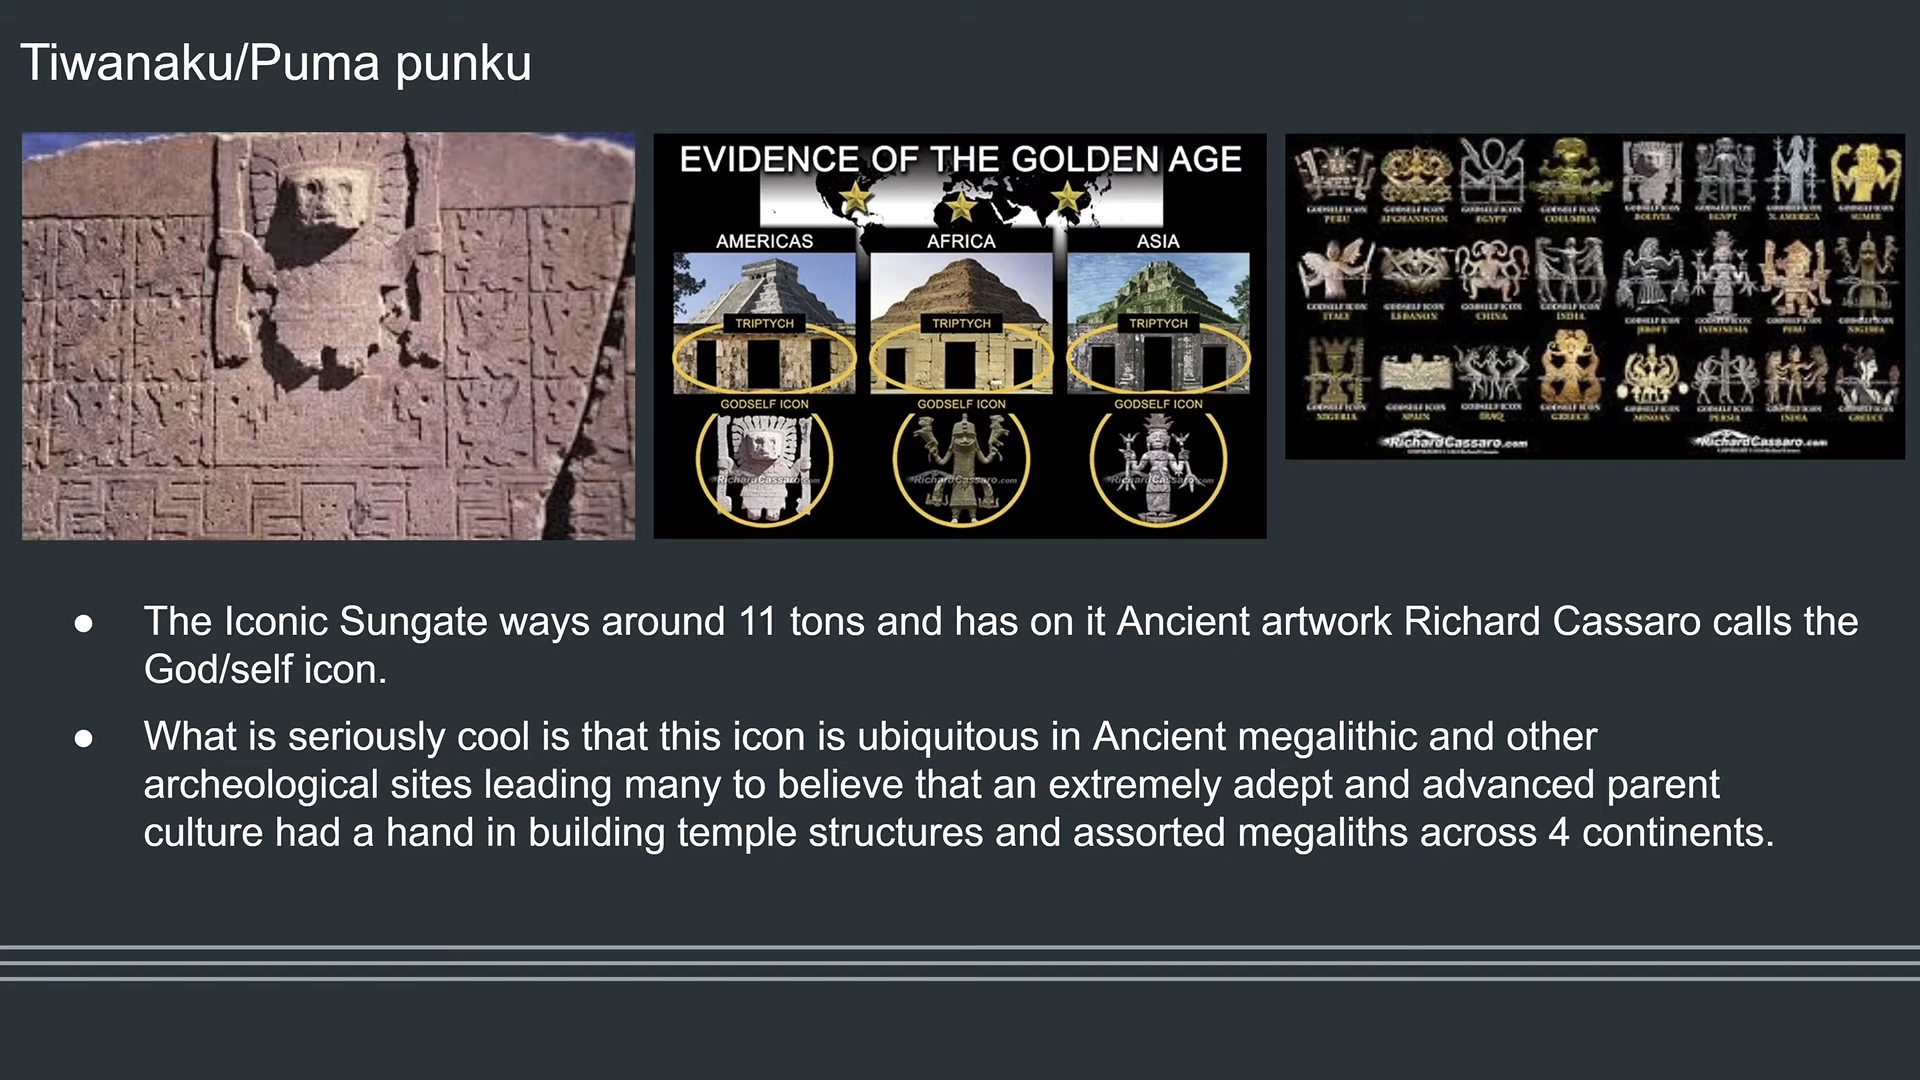 Tiwanaku/Puma punku
EVIDENCE OF THE GOLDEN AGE
AMERICAS AFRICA ASIA
TRIPTYCH TRIPTYCH TRIPTYCH
GODSELF ICON GODSELF ICON GODSELF ICON
RichardCassaro.com RichardCassaro.com RichardCassaro.com
GODSELF ICON GODSELF ICON GODSELF ICON GODSELF ICON GODSELF ICON GODSELF ICON GODSELF ICON GODSELF ICON
PERU AFGHANISTAN EGYPT COLUMBIA BOLIVIA EGYPT N. AMERICA SUMER
GODSELF ICON GODSELF ICON GODSELF ICON GODSELF ICON GODSELF ICON GODSELF ICON GODSELF ICON GODSELF ICON
ITALY LEBANON CHINA INDIA JIROFT INDONESIA PERU NIGERIA
GODSELF ICON GODSELF ICON GODSELF ICON GODSELF ICON GODSELF ICON GODSELF ICON GODSELF ICON GODSELF ICON
NIGERIA SPAIN IRAQ GREECE MINOAN PERSIA INDIA GREECE
RichardCassaro.com RichardCassaro.com
● The Iconic Sungate ways around 11 tons and has on it Ancient artwork Richard Cassaro calls the
God/self icon.
● What is seriously cool is that this icon is ubiquitous in Ancient megalithic and other
archeological sites leading many to believe that an extremely adept and advanced parent
culture had a hand in building temple structures and assorted megaliths across 4 continents.